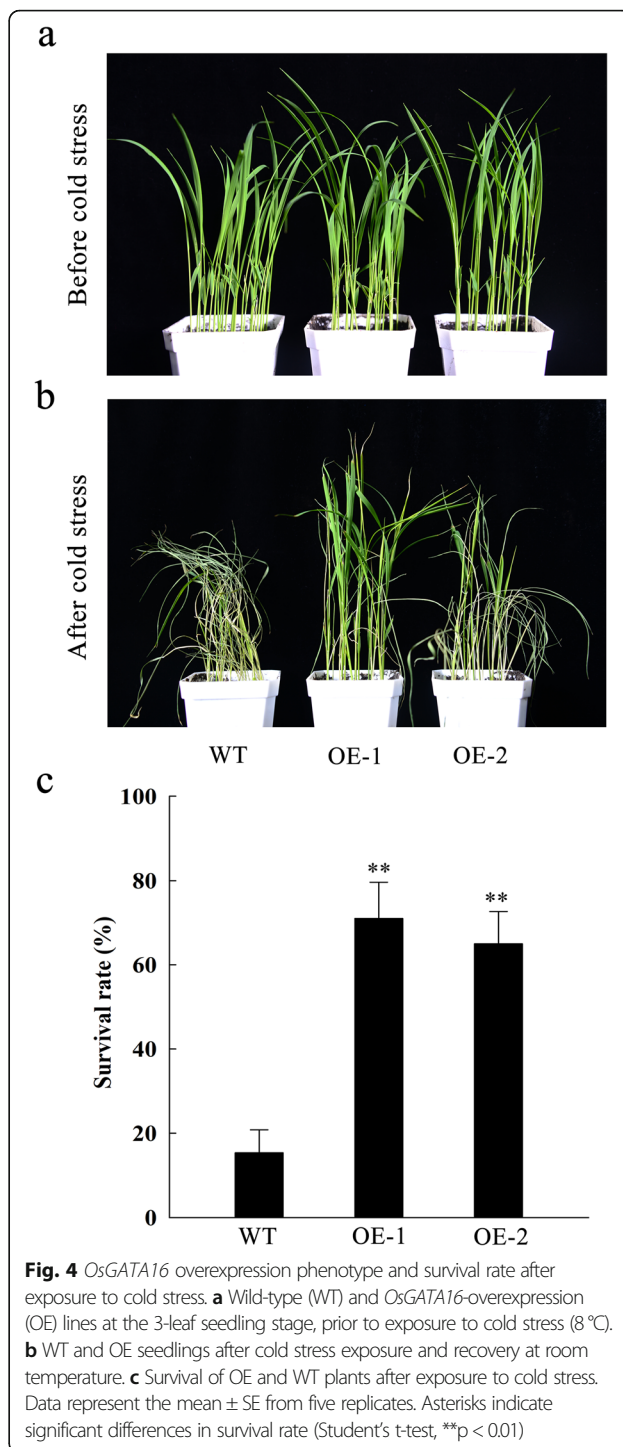 a
Before cold stress
b
After cold stress
WT OE-1 OE-2
c
100
80
60
40
20
0
Survival rate (%)
**
**
WT OE-1 OE-2
Fig. 4 OsGATA16 overexpression phenotype and survival rate after
exposure to cold stress. a Wild-type (WT) and OsGATA16-overexpression
(OE) lines at the 3-leaf seedling stage, prior to exposure to cold stress (8 °C).
b WT and OE seedlings after cold stress exposure and recovery at room
temperature. c Survival of OE and WT plants after exposure to cold stress.
Data represent the mean ± SE from five replicates. Asterisks indicate
significant differences in survival rate (Student’s t-test, **p < 0.01)